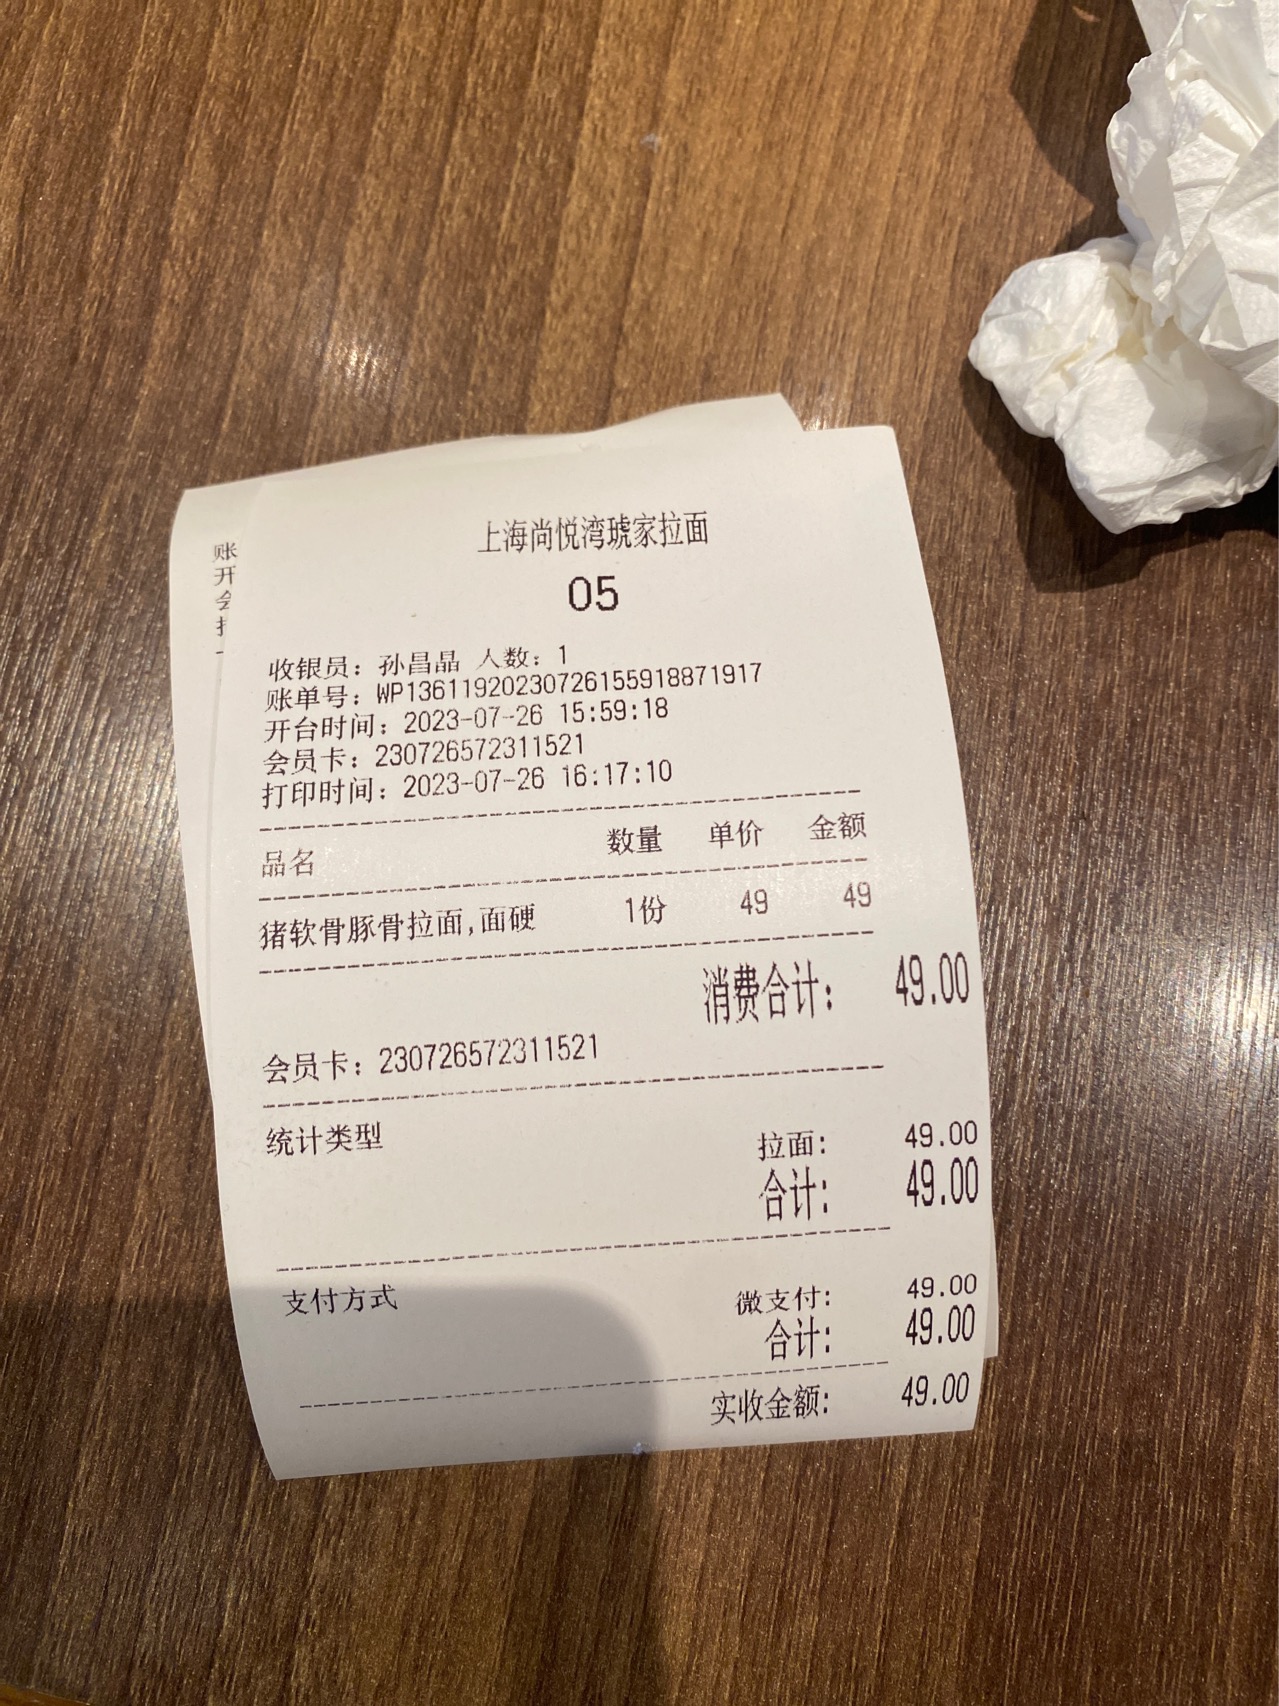 上海尚悦湾琥家拉面
05
收银员：孙昌晶 人数：1
账单号：WP13611920230726155918871917
开台时间：2023-07-26 15:59:18
会员卡：230726572311521
打印时间：2023-07-26 16:17:10
品名 数量 单价 金额
猪软骨豚骨拉面,面硬 1份 49 49
消费合计： 49.00
会员卡：230726572311521
统计类型 拉面: 49.00
合计: 49.00
支付方式 微支付: 49.00
合计: 49.00
实收金额: 49.00
账
开
会